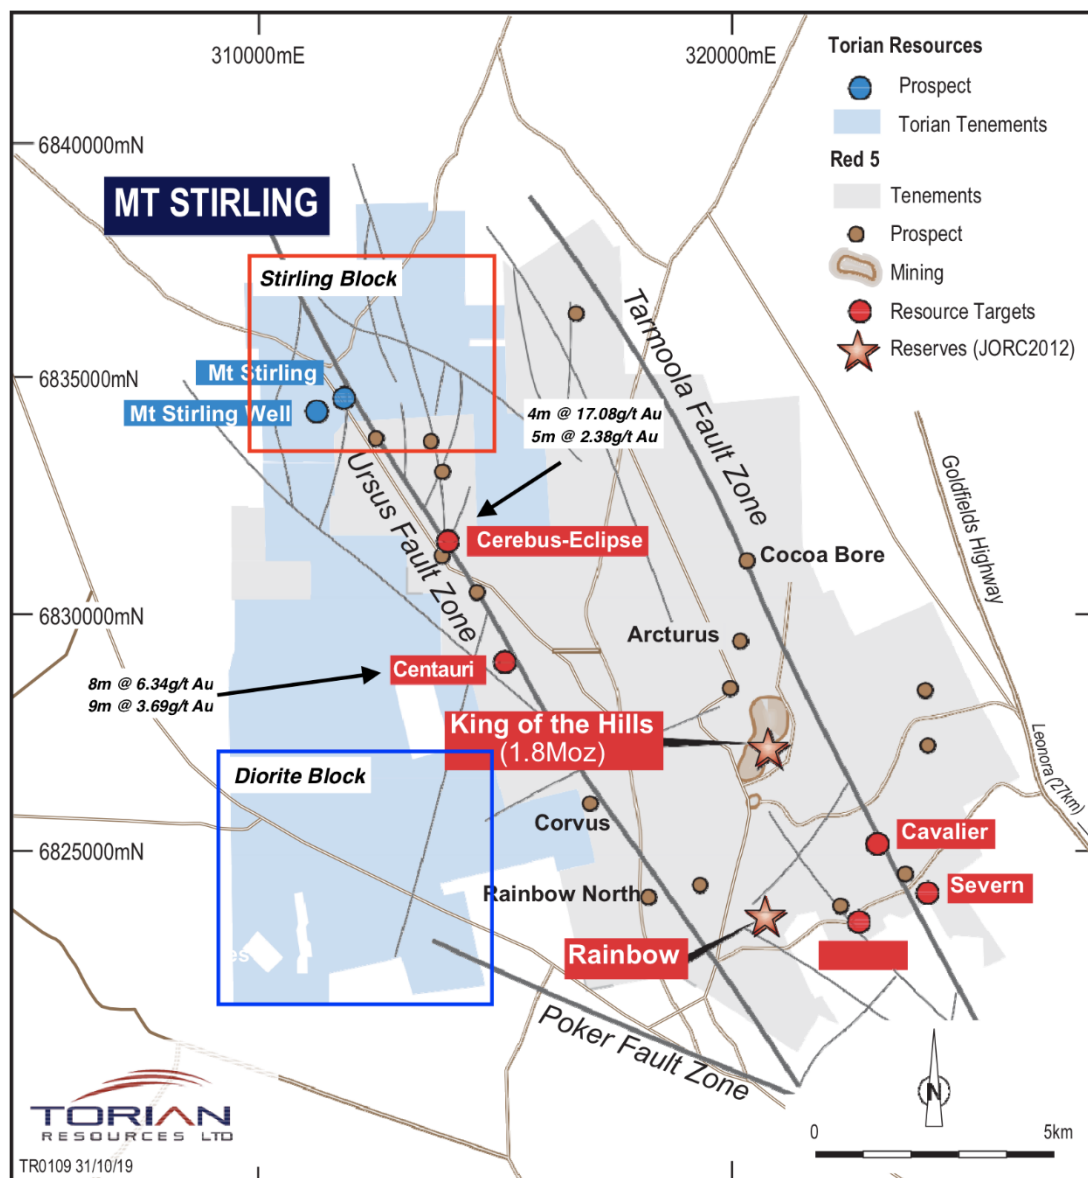 310000mE
320000mE
6840000mN
6835000mN
6830000mN
6825000mN
Torian Resources
Prospect
Torian Tenements
Red 5
Tenements
Prospect
Mining
Resource Targets
Reserves (JORC2012)
MT STIRLING
Stirling Block
Mt Stirling
Mt Stirling Well
4m @ 17.08g/t Au
5m @ 2.38g/t Au
Tarmoola Fault Zone
Ursus Fault Zone
Goldfields Highway
Cerebus-Eclipse
Cocoa Bore
Arcturus
Centauri
8m @ 6.34g/t Au
9m @ 3.69g/t Au
King of the Hills
(1.8Moz)
Leonora (27km)
Diorite Block
Corvus
Cavalier
Severn
Rainbow North
Rainbow
Poker Fault Zone
N
0
5km
TORIAN
RESOURCES LTD
TR0109 31/10/19